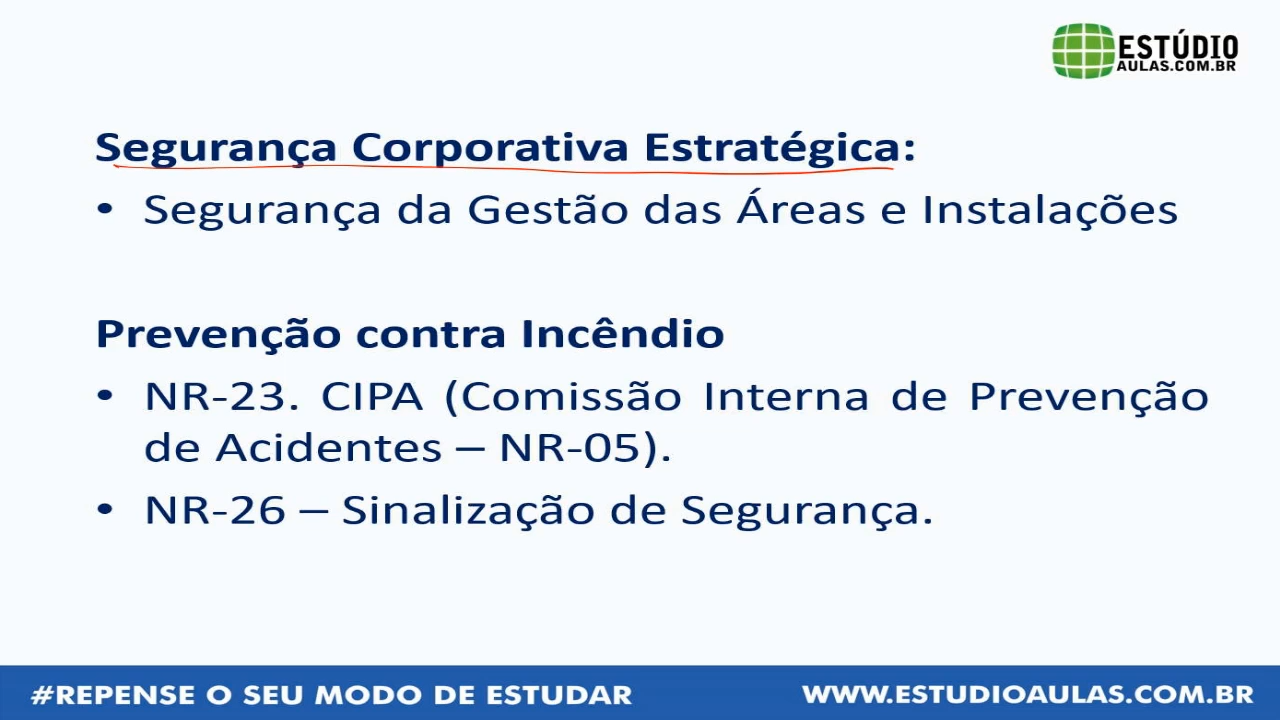 ESTÚDIO
AULAS.COM.BR
Segurança Corporativa Estratégica:
• Segurança da Gestão das Áreas e Instalações
Prevenção contra Incêndio
• NR-23. CIPA (Comissão Interna de Prevenção
de Acidentes – NR-05).
• NR-26 – Sinalização de Segurança.
#REPENSE O SEU MODO DE ESTUDAR
WWW.ESTUDIOAULAS.COM.BR